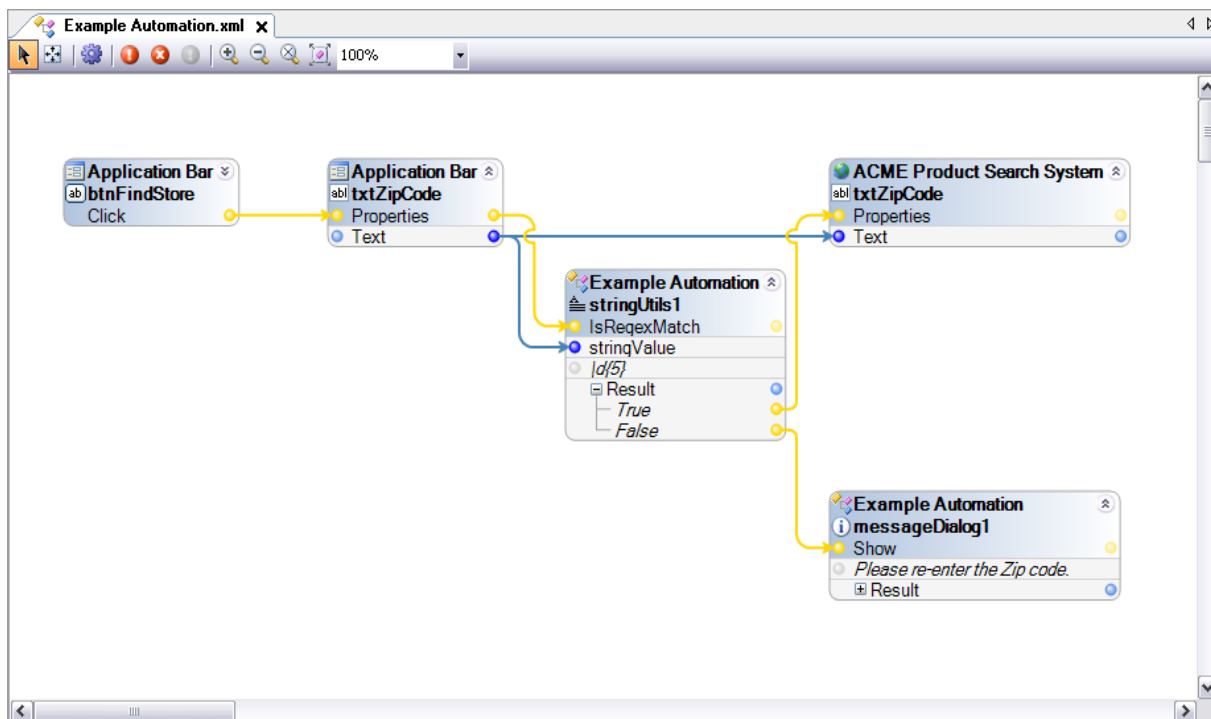 Example Automation.xml
100%
Application Bar
btnFindStore
Click
Application Bar
txtZipCode
Properties
Text
ACME Product Search System
txtZipCode
Properties
Text
Example Automation
stringUtils1
IsRegexMatch
stringValue
\d{5}
Result
True
False
Example Automation
messageDialog1
Show
Please re-enter the Zip code.
Result